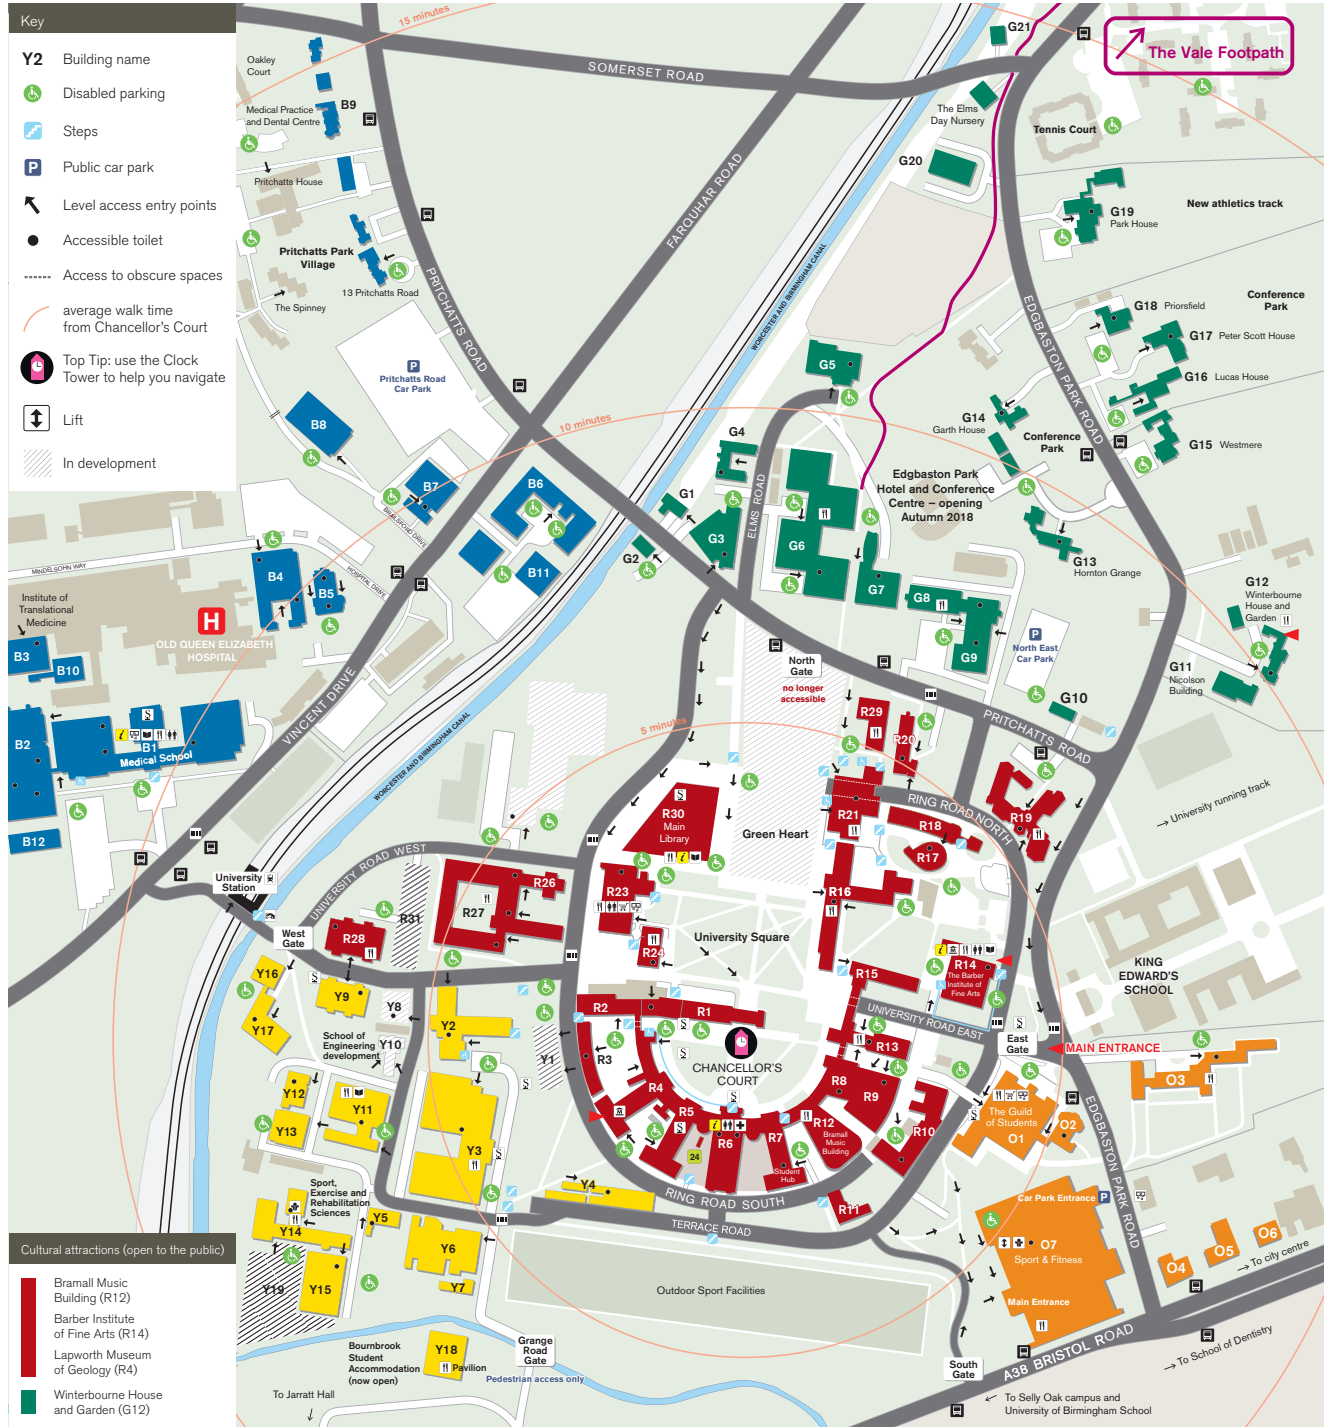 Key
Y2 Building name
Disabled parking
Steps
P Public car park
Level access entry points
Accessible toilet
Access to obscure spaces
average walk time
from Chancellor's Court
Top Tip: use the Clock
Tower to help you navigate
Lift
In development
15 minutes
SOMERSET ROAD
G21
The Vale Footpath
Oakley
Court
Medical Practice
and Dental Centre
B9
Pritchatts House
Pritchatts Park
Village
13 Pritchatts Road
The Spinney
PRITCHATTS ROAD
FARQUHAR ROAD
WORCESTER AND BIRMINGHAM CANAL
The Elms
Day Nursery
G20
Tennis Court
G19
Park House
New athletics track
EDGBASTON PARK ROAD
G18 Priorsfield
Conference
Park
G17 Peter Scott House
G16 Lucas House
G15 Westmere
G14
Garth House
Conference
Park
P
Pritchatts Road
Car Park
10 minutes
G5
G4
B8
B7
B6
B11
BRAILSFORD DRIVE
HOSPITAL DRIVE
MINDELSOHN WAY
G1
G2
G3
ELMS ROAD
G6
G7
Edgbaston Park
Hotel and Conference
Centre – opening
Autumn 2018
G13
Hornton Grange
G12
Winterbourne
House and
Garden
G11
Nicolson
Building
G8
G9
P
North East
Car Park
G10
B4
B5
Institute of
Translational
Medicine
B3
B10
H
OLD QUEEN ELIZABETH
HOSPITAL
B2
B1
Medical School
B12
VINCENT DRIVE
WORCESTER AND BIRMINGHAM CANAL
5 minutes
North
Gate
no longer
accessible
PRITCHATTS ROAD
R29
R20
RING ROAD NORTH
R21
R18
R17
R19
University running track
R30
Main
Library
Green Heart
University
Station
UNIVERSITY ROAD WEST
West
Gate
R31
R28
R27
R26
R23
R24
University Square
R16
R15
R14
The Barber
Institute of
Fine Arts
UNIVERSITY ROAD EAST
East
Gate
MAIN ENTRANCE
KING
EDWARD'S
SCHOOL
Y16
Y17
Y9
Y8
Y10
School of
Engineering
development
Y2
Y1
R2
R1
R3
CHANCELLOR'S
COURT
R13
R4
R5
R6
R7
R8
R9
R10
R12
Bramall
Music
Building
Student
Hub
24
R11
The Guild
of Students
O1
O2
O3
EDGBASTON PARK ROAD
Y12
Y13
Y11
Y3
Y4
RING ROAD SOUTH
TERRACE ROAD
Sport,
Exercise and
Rehabilitation
Sciences
Y14
Y5
Y6
Y7
Y15
Y19
Outdoor Sport Facilities
Car Park Entrance P
O7
Sport & Fitness
Main Entrance
O4
O5
O6
To city centre
A38 BRISTOL ROAD
To School of Dentistry
South
Gate
To Selly Oak campus and
University of Birmingham School
Bournbrook
Student
Accommodation
(now open)
Y18
Pavilion
Grange
Road
Gate
Pedestrian access only
To Jarratt Hall
Cultural attractions (open to the public)
Bramall Music
Building (R12)
Barber Institute
of Fine Arts (R14)
Lapworth Museum
of Geology (R4)
Winterbourne House
and Garden (G12)